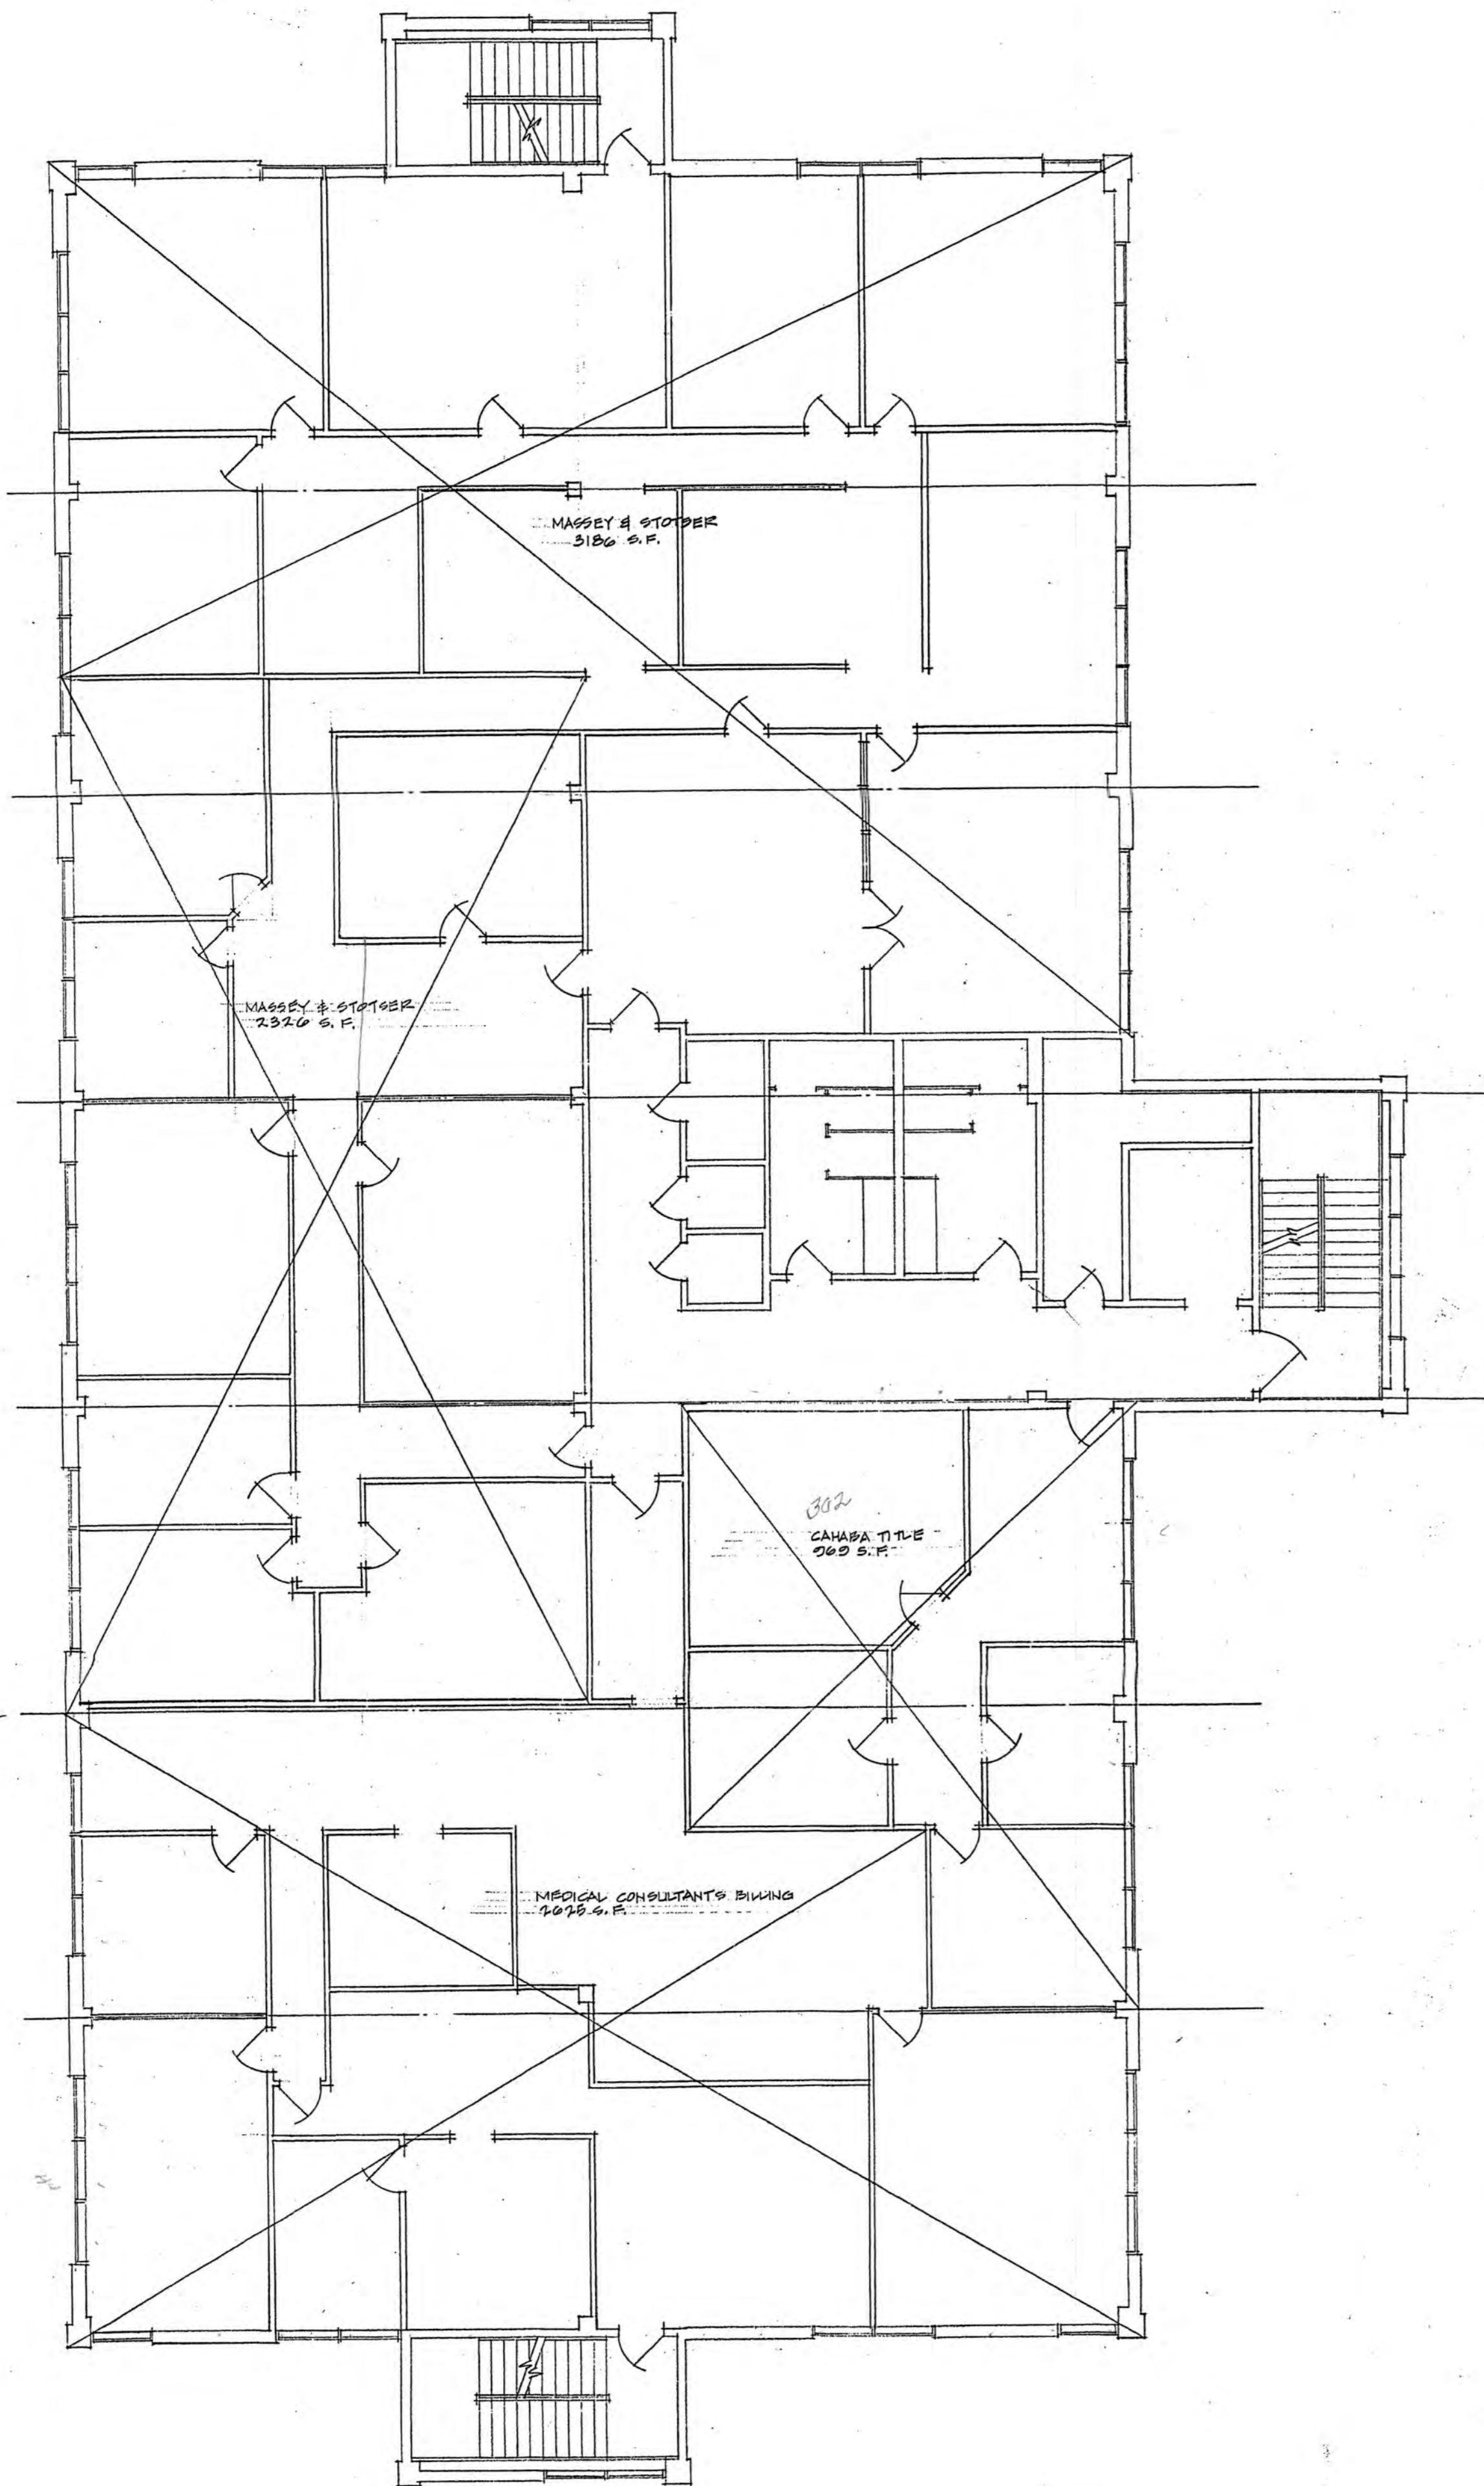 MASSEY & STOTSER
3186 S.F.
MASSEY & STOTSER
2326 S.F.
302
CAHABA TITLE
969 S.F.
MEDICAL CONSULTANTS BILLING
2625 S.F.